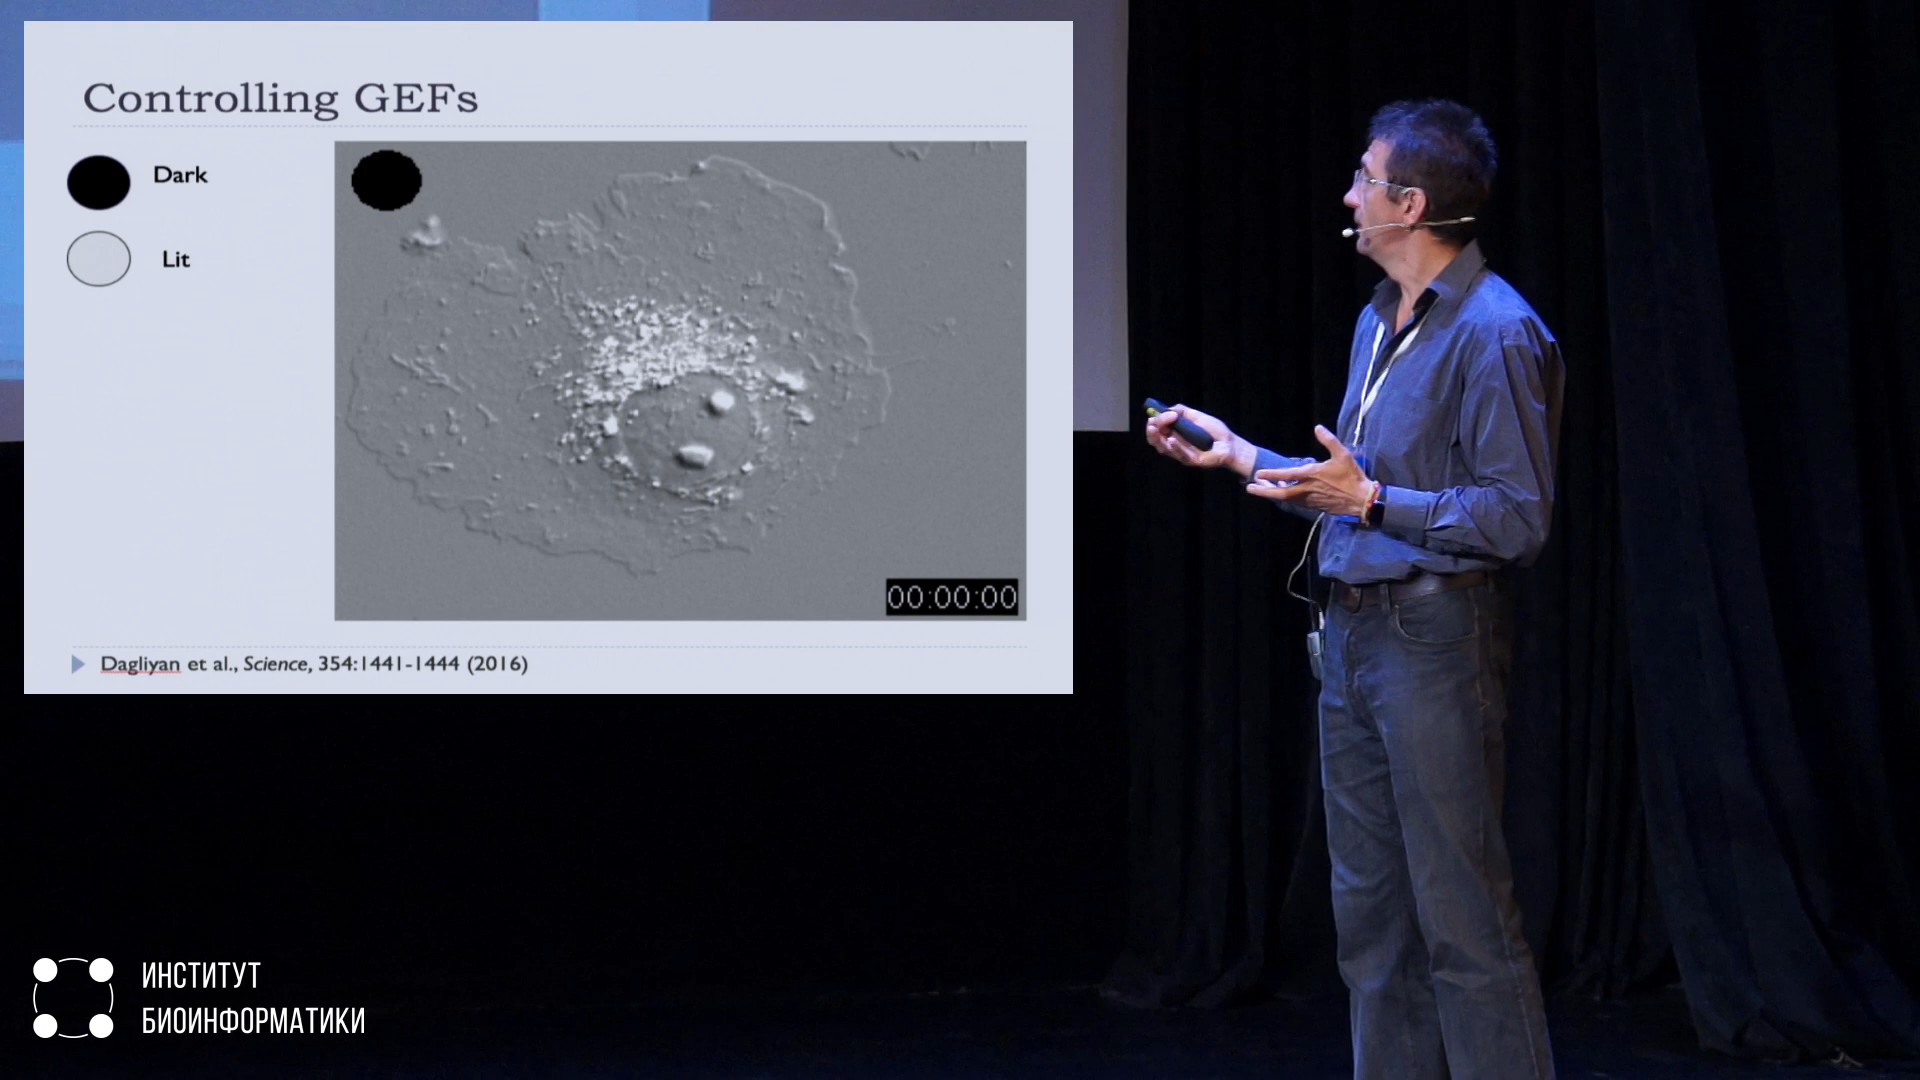 Controlling GEFs
Dark
Lit
00:00:00
Dagliyan et al., Science, 354:1441-1444 (2016)
ИНСТИТУТ
БИОИНФОРМАТИКИ